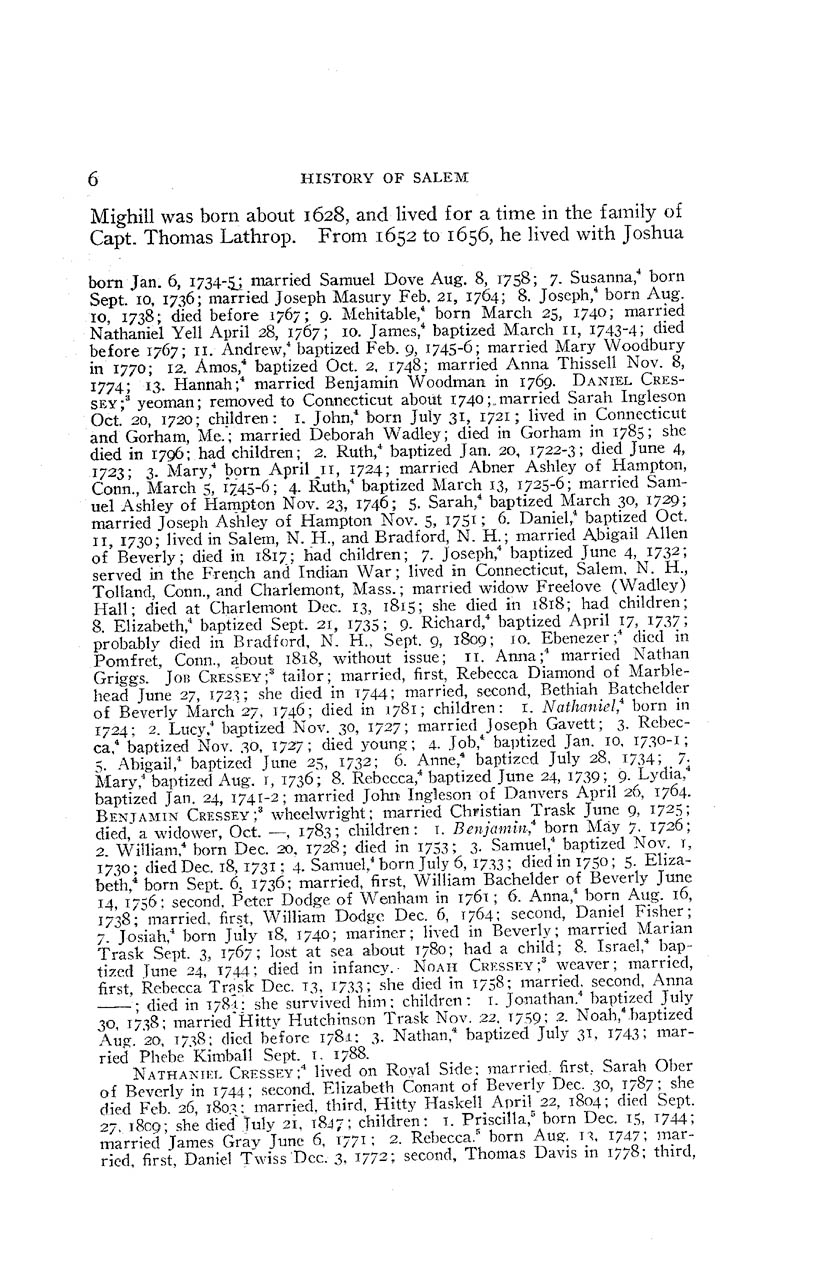 6 HISTORY OF SALEM
Mighill was born about 1628, and lived for a time in the family of
Capt. Thomas Lathrop. From 1652 to 1656, he lived with Joshua
born Jan. 6, 1734-5; married Samuel Dove Aug. 8, 1758; 7. Susanna,⁴ born
Sept. 10, 1736; married Joseph Masury Feb. 21, 1764; 8. Joseph,⁴ born Aug.
10, 1738; died before 1767; 9. Mehitable,⁴ born March 25, 1740; married
Nathaniel Yell April 28, 1767; 10. James,⁴ baptized March 11, 1743-4; died
before 1767; 11. Andrew,⁴ baptized Feb. 9, 1745-6; married Mary Woodbury
in 1770; 12. Amos,⁴ baptized Oct. 2, 1748; married Anna Thissell Nov. 8,
1774; 13. Hannah;⁴ married Benjamin Woodman in 1769. DANIEL CRES-
SEY;³ yeoman; removed to Connecticut about 1740; married Sarah Ingleson
Oct. 20, 1720; children: 1. John,⁴ born July 31, 1721; lived in Connecticut
and Gorham, Me.; married Deborah Wadley; died in Gorham in 1785; she
died in 1796; had children; 2. Ruth,⁴ baptized Jan. 20, 1722-3; died June 4,
1723; 3. Mary,⁴ born April 11, 1724; married Abner Ashley of Hampton,
Conn., March 5, 1745-6; 4. Ruth,⁴ baptized March 13, 1725-6; married Sam-
uel Ashley of Hampton Nov. 23, 1746; 5. Sarah,⁴ baptized March 30, 1729;
married Joseph Ashley of Hampton Nov. 5, 1751; 6. Daniel,⁴ baptized Oct.
11, 1730; lived in Salem, N. H., and Bradford, N. H.; married Abigail Allen
of Beverly; died in 1817; had children; 7. Joseph,⁴ baptized June 4, 1732;
served in the French and Indian War; lived in Connecticut, Salem, N. H.,
Tolland, Conn., and Charlemont, Mass.; married widow Freelove (Wadley)
Hall; died at Charlemont Dec. 13, 1815; she died in 1818; had children;
8. Elizabeth,⁴ baptized Sept. 21, 1735; 9. Richard,⁴ baptized April 17, 1737;
probably died in Bradford, N. H., Sept. 9, 1809; 10. Ebenezer;⁴ died in
Pomfret, Conn., about 1818, without issue; 11. Anna;⁴ married Nathan
Griggs. JOB CRESSEY;³ tailor; married, first, Rebecca Diamond of Marble-
head June 27, 1723; she died in 1744; married, second, Bethiah Batchelder
of Beverly March 27, 1746; died in 1781; children: 1. Nathaniel,⁴ born in
1724; 2. Lucy,⁴ baptized Nov. 30, 1727; married Joseph Gavett; 3. Rebec-
ca,⁴ baptized Nov. 30, 1727; died young; 4. Job,⁴ baptized Jan. 10, 1730-1;
5. Abigail,⁴ baptized June 25, 1732; 6. Anne,⁴ baptized July 28, 1734; 7.
Mary,⁴ baptized Aug. 1, 1736; 8. Rebecca,⁴ baptized June 24, 1739; 9. Lydia,⁴
baptized Jan. 24, 1741-2; married John Ingleson of Danvers April 26, 1764.
BENJAMIN CRESSEY;³ wheelwright; married Christian Trask June 9, 1725;
died, a widower, Oct. —, 1783; children: 1. Benjamin,⁴ born May 7, 1726;
2. William,⁴ born Dec. 20, 1728; died in 1753; 3. Samuel,⁴ baptized Nov. 1,
1730; died Dec. 18, 1731; 4. Samuel,⁴ born July 6, 1733; died in 1750; 5. Eliza-
beth,⁴ born Sept. 6, 1736; married, first, William Bachelder of Beverly June
14, 1756; second, Peter Dodge of Wenham in 1761; 6. Anna,⁴ born Aug. 16,
1738; married, first, William Dodge Dec. 6, 1764; second, Daniel Fisher;
7. Josiah,⁴ born July 18, 1740; mariner; lived in Beverly; married Marian
Trask Sept. 3, 1767; lost at sea about 1780; had a child; 8. Israel,⁴ bap-
tized June 24, 1744; died in infancy. NOAH CRESSEY;³ weaver; married,
first, Rebecca Trask Dec. 13, 1733; she died in 1758; married, second, Anna
——; died in 1784; she survived him; children: 1. Jonathan,⁴ baptized July
30, 1738; married Hitty Hutchinson Trask Nov. 22, 1759; 2. Noah,⁴ baptized
Aug. 20, 1738; died before 1784; 3. Nathan,⁴ baptized July 31, 1743; mar-
ried Phebe Kimball Sept. 1, 1788.
NATHANIEL CRESSEY;⁴ lived on Royal Side; married, first, Sarah Ober
of Beverly in 1744; second, Elizabeth Conant of Beverly Dec. 30, 1787; she
died Feb. 26, 1803; married, third, Hitty Haskell April 22, 1804; died Sept.
27, 1809; she died July 21, 1847; children: 1. Priscilla,⁵ born Dec. 15, 1744;
married James Gray June 6, 1771; 2. Rebecca,⁵ born Aug. 13, 1747; mar-
ried, first, Daniel Twiss Dec. 3, 1772; second, Thomas Davis in 1778; third,